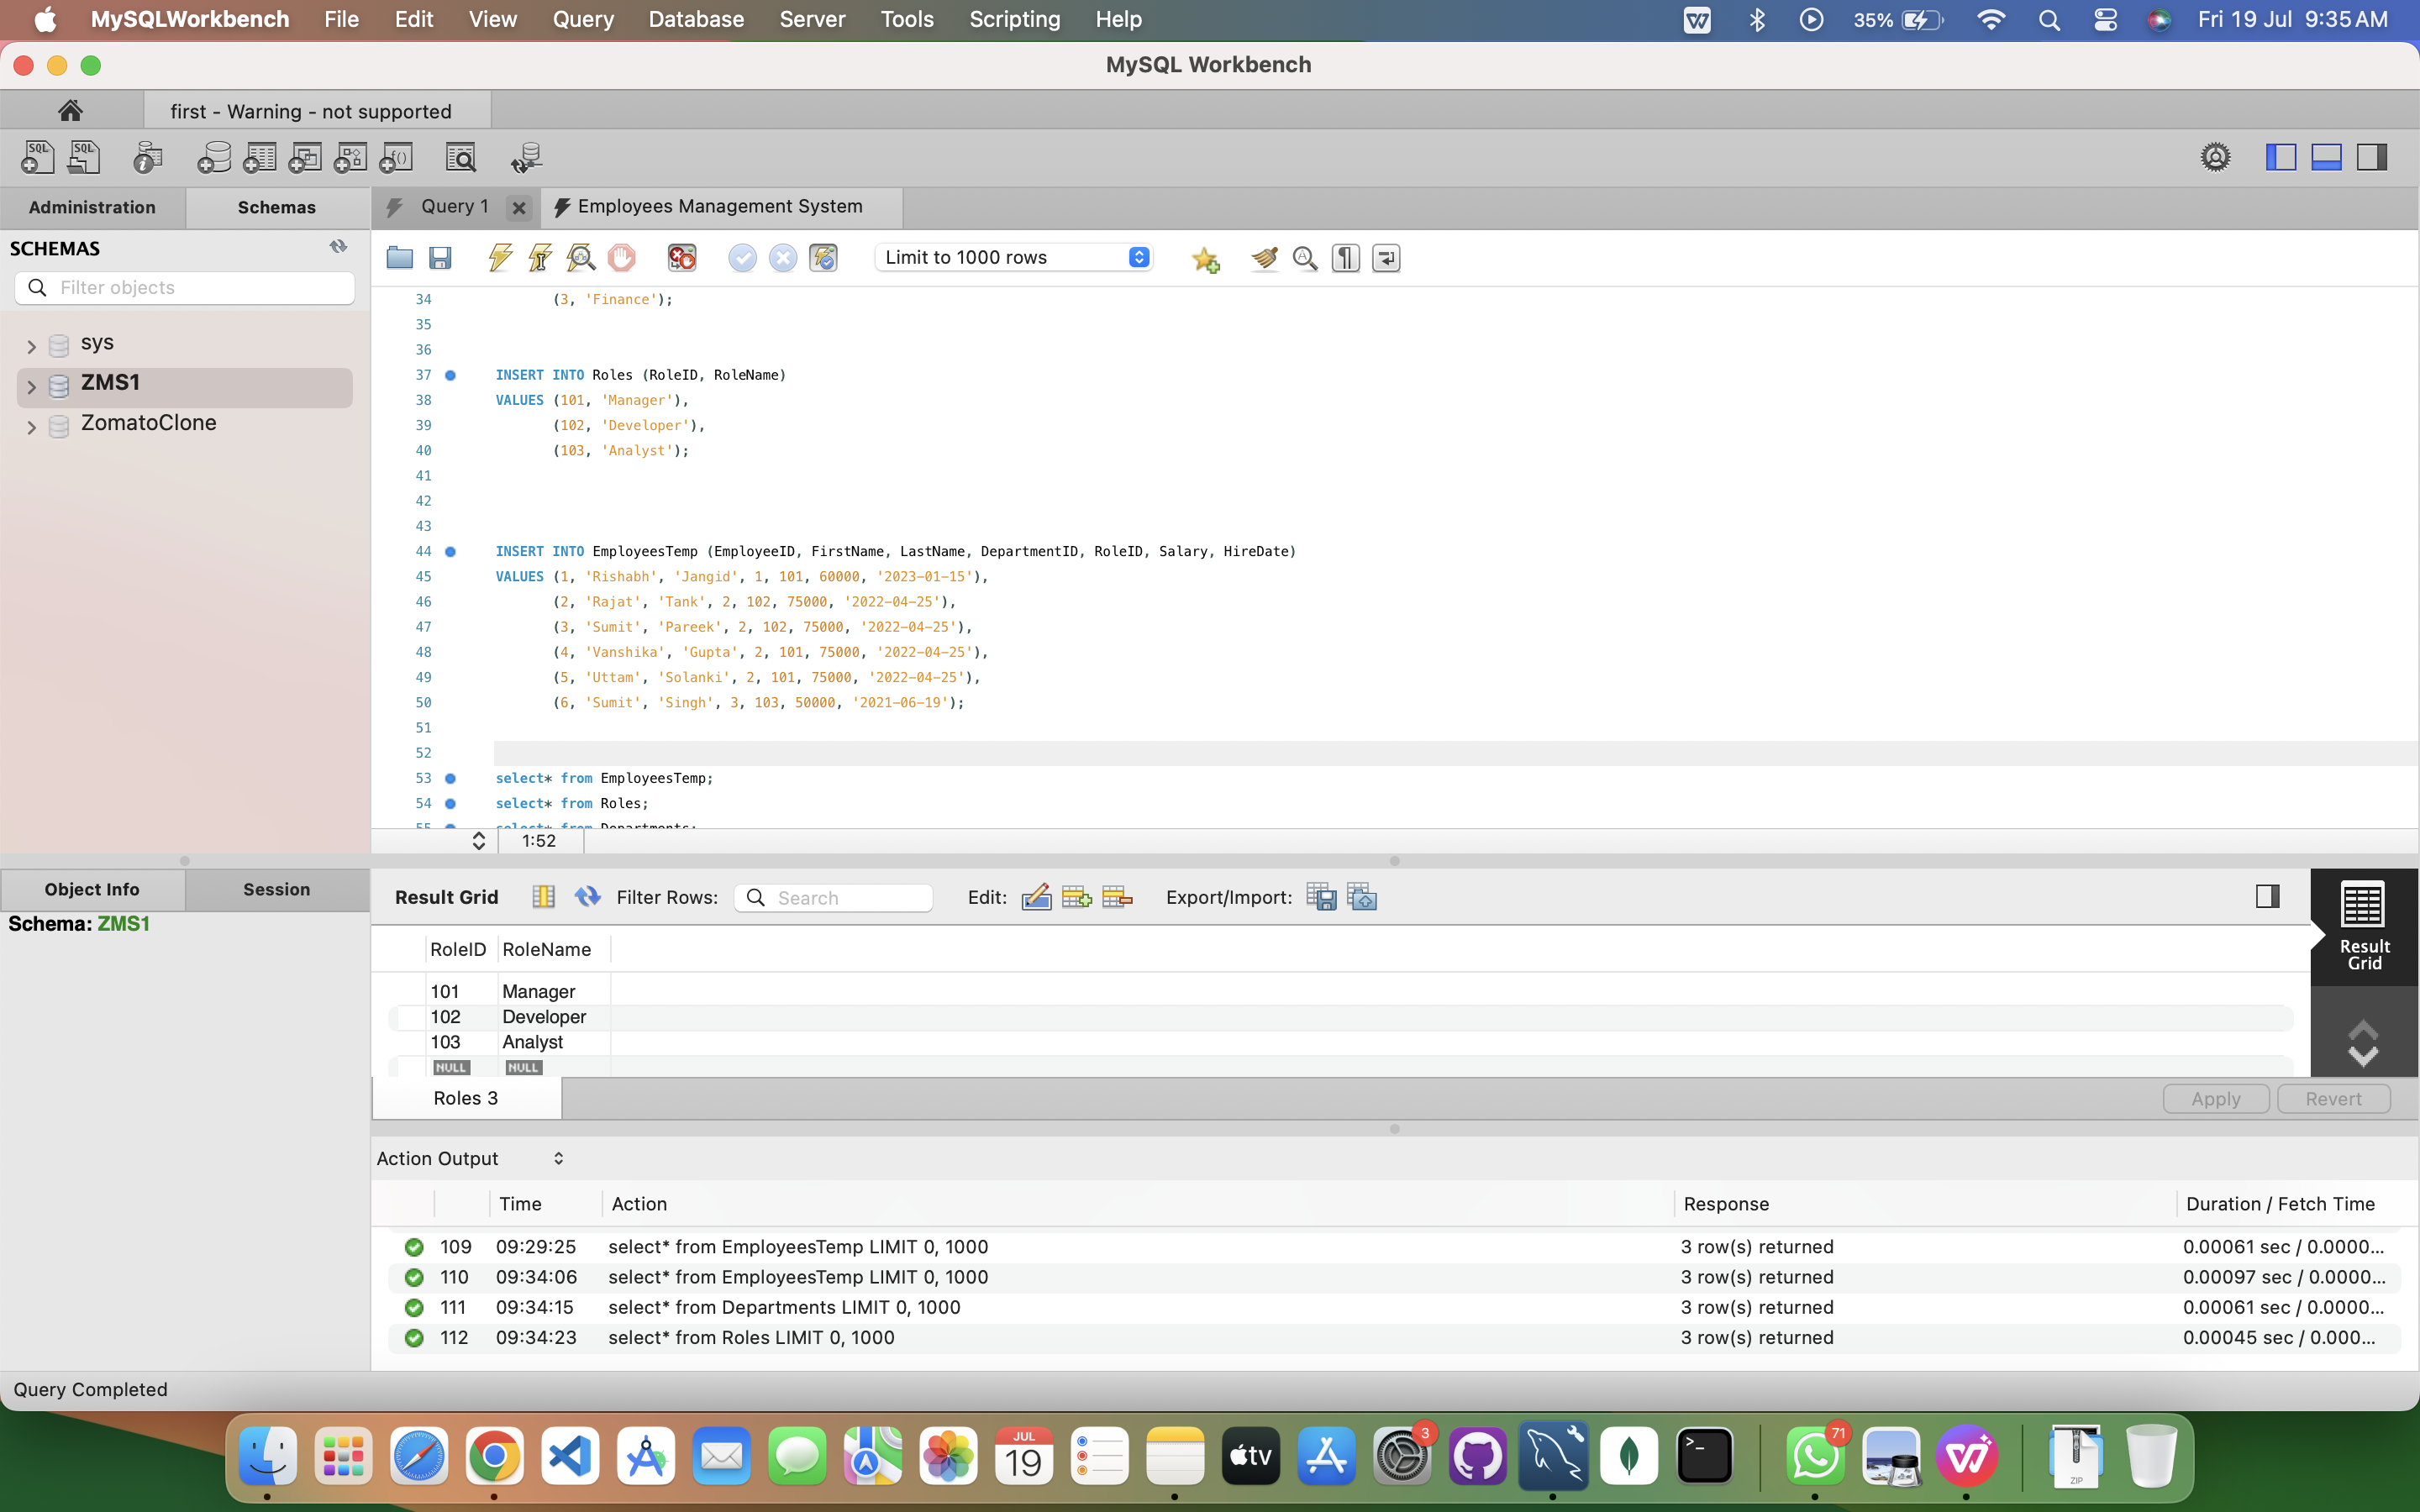 MySQLWorkbench File Edit View Query Database Server Tools Scripting Help 35% Fri 19 Jul 9:35 AM
MySQL Workbench
first - Warning - not supported
SQL SQL
Administration Schemas Query 1 Employees Management System
SCHEMAS
Limit to 1000 rows
Filter objects
sys
ZMS1
ZomatoClone
34 (3, 'Finance');
35
36
37 INSERT INTO Roles (RoleID, RoleName)
38 VALUES (101, 'Manager'),
39 (102, 'Developer'),
40 (103, 'Analyst');
41
42
43
44 INSERT INTO EmployeesTemp (EmployeeID, FirstName, LastName, DepartmentID, RoleID, Salary, HireDate)
45 VALUES (1, 'Rishabh', 'Jangid', 1, 101, 60000, '2023-01-15'),
46 (2, 'Rajat', 'Tank', 2, 102, 75000, '2022-04-25'),
47 (3, 'Sumit', 'Pareek', 2, 102, 75000, '2022-04-25'),
48 (4, 'Vanshika', 'Gupta', 2, 101, 75000, '2022-04-25'),
49 (5, 'Uttam', 'Solanki', 2, 101, 75000, '2022-04-25'),
50 (6, 'Sumit', 'Singh', 3, 103, 50000, '2021-06-19');
51
52
53 select* from EmployeesTemp;
54 select* from Roles;
55 select* from Departments;
1:52
Object Info Session
Schema: ZMS1
Result Grid Filter Rows: Search Edit: Export/Import:
Result
Grid
RoleID RoleName
101 Manager
102 Developer
103 Analyst
NULL NULL
Roles 3 Apply Revert
Action Output
Time Action Response Duration / Fetch Time
109 09:29:25 select* from EmployeesTemp LIMIT 0, 1000 3 row(s) returned 0.00061 sec / 0.0000...
110 09:34:06 select* from EmployeesTemp LIMIT 0, 1000 3 row(s) returned 0.00097 sec / 0.0000...
111 09:34:15 select* from Departments LIMIT 0, 1000 3 row(s) returned 0.00061 sec / 0.0000...
112 09:34:23 select* from Roles LIMIT 0, 1000 3 row(s) returned 0.00045 sec / 0.000...
Query Completed
JUL
19
tv
3
71
ZIP